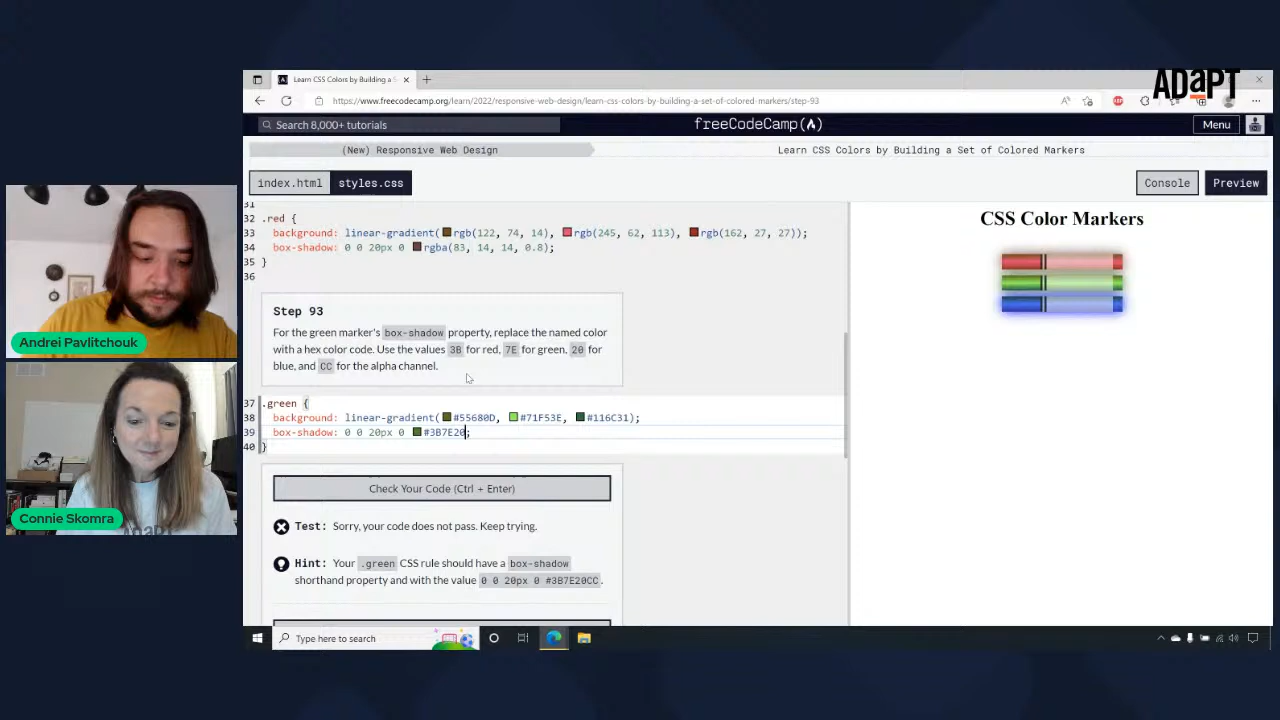 ADaPT
Learn CSS Colors by Building a S
https://www.freecodecamp.org/learn/2022/responsive-web-design/learn-css-colors-by-building-a-set-of-colored-markers/step-93
Search 8,000+ tutorials
freeCodeCamp
Menu
(New) Responsive Web Design
Learn CSS Colors by Building a Set of Colored Markers
index.html
styles.css
Console
Preview
31
32 .red {
33 background: linear-gradient(rgb(122, 74, 14), rgb(245, 62, 113), rgb(162, 27, 27));
34 box-shadow: 0 0 20px 0 rgba(83, 14, 14, 0.8);
35 }
36
Step 93
For the green marker's box-shadow property, replace the named color
with a hex color code. Use the values 3B for red, 7E for green, 20 for
blue, and CC for the alpha channel.
37 .green {
38 background: linear-gradient(#55680D, #71F53E, #116C31);
39 box-shadow: 0 0 20px 0 #3B7E20;
40 }
Check Your Code (Ctrl + Enter)
Test: Sorry, your code does not pass. Keep trying.
Hint: Your .green CSS rule should have a box-shadow
shorthand property and with the value 0 0 20px 0 #3B7E20CC.
CSS Color Markers
Andrei Pavlitchouk
Connie Skomra
Type here to search